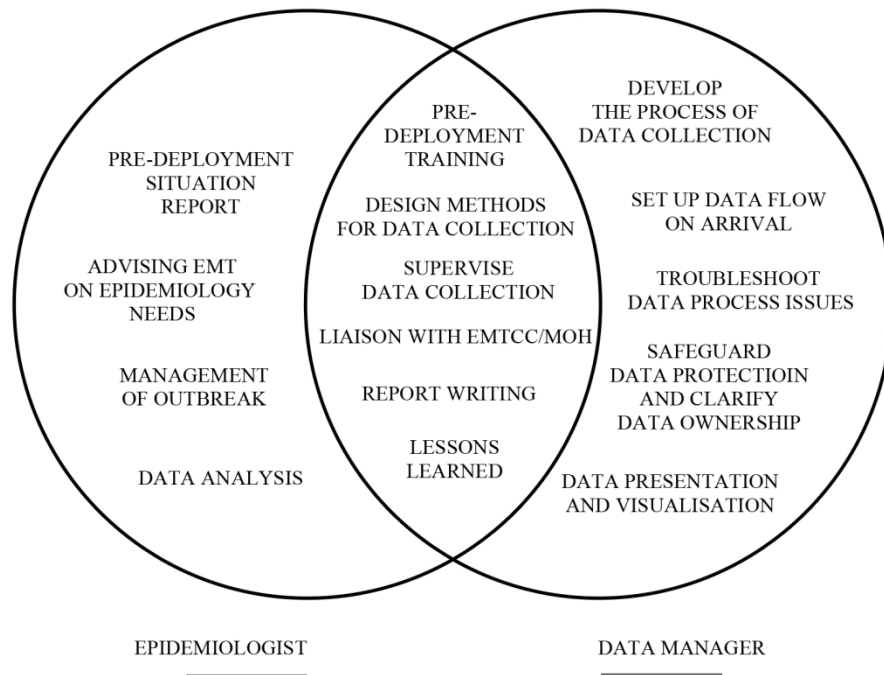 PRE-DEPLOYMENT
SITUATION
REPORT
ADVISING EMT
ON EPIDEMIOLOGY
NEEDS
MANAGEMENT
OF OUTBREAK
DATA ANALYSIS
PRE-
DEPLOYMENT
TRAINING
DESIGN METHODS
FOR DATA COLLECTION
SUPERVISE
DATA COLLECTION
LIAISON WITH EMTCC/MOH
REPORT WRITING
LESSONS
LEARNED
DEVELOP
THE PROCESS OF
DATA COLLECTION
SET UP DATA FLOW
ON ARRIVAL
TROUBLESHOOT
DATA PROCESS ISSUES
SAFEGUARD
DATA PROTECTIOIN
AND CLARIFY
DATA OWNERSHIP
DATA PRESENTATION
AND VISUALISATION
EPIDEMIOLOGIST
DATA MANAGER